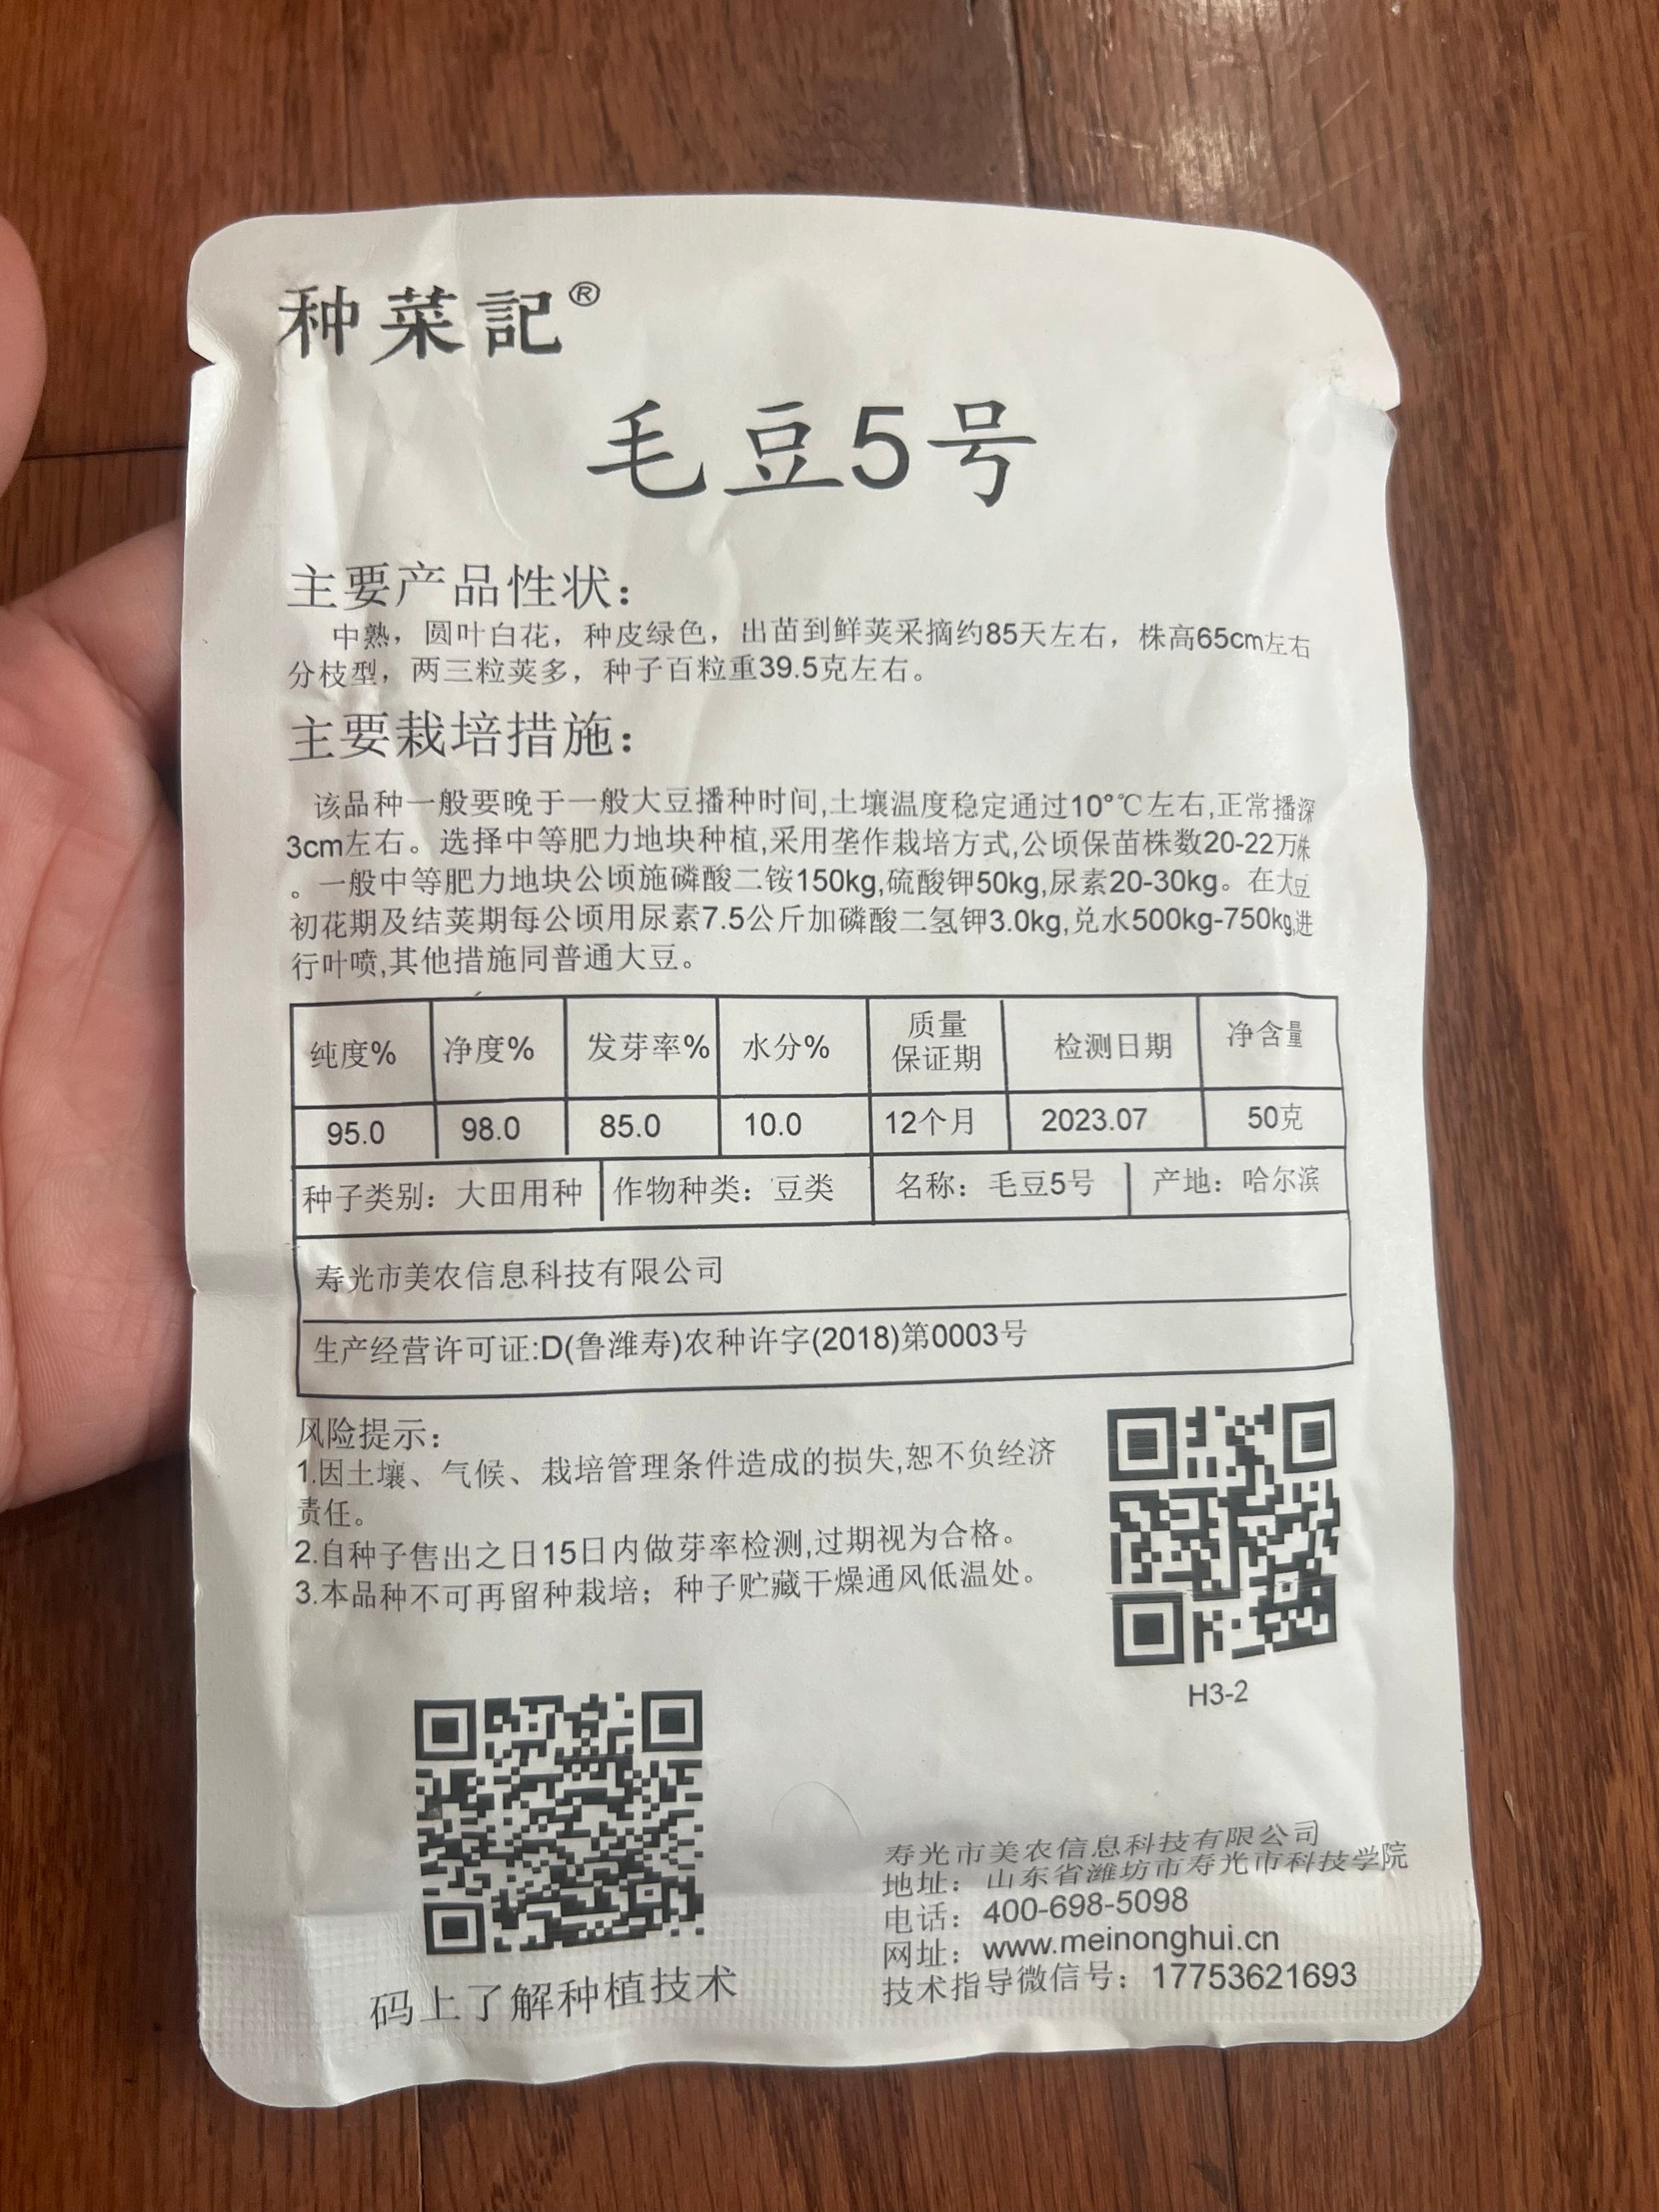 种菜記®
毛豆5号
主要产品性状：
中熟，圆叶白花，种皮绿色，出苗到鲜荚采摘约85天左右，株高65cm左右
分枝型，两三粒荚多，种子百粒重39.5克左右。
主要栽培措施：
该品种一般要晚于一般大豆播种时间,土壤温度稳定通过10°℃左右,正常播深
3cm左右。选择中等肥力地块种植,采用垄作栽培方式,公顷保苗株数20-22万株
。一般中等肥力地块公顷施磷酸二铵150kg,硫酸钾50kg,尿素20-30kg。在大豆
初花期及结荚期每公顷用尿素7.5公斤加磷酸二氢钾3.0kg,兑水500kg-750kg,进
行叶喷,其他措施同普通大豆。
纯度% 净度% 发芽率% 水分% 质量保证期 检测日期 净含量
95.0 98.0 85.0 10.0 12个月 2023.07 50克
种子类别：大田用种 作物种类：豆类 名称：毛豆5号 产地：哈尔滨
寿光市美农信息科技有限公司
生产经营许可证:D(鲁潍寿)农种许字(2018)第0003号
风险提示：
1.因土壤、气候、栽培管理条件造成的损失,恕不负经济
责任。
2.自种子售出之日15日内做芽率检测,过期视为合格。
3.本品种不可再留种栽培；种子贮藏干燥通风低温处。
H3-2
码上了解种植技术
寿光市美农信息科技有限公司
地址：山东省潍坊市寿光市科技学院
电话：400-698-5098
网址：www.meinonghui.cn
技术指导微信号：17753621693